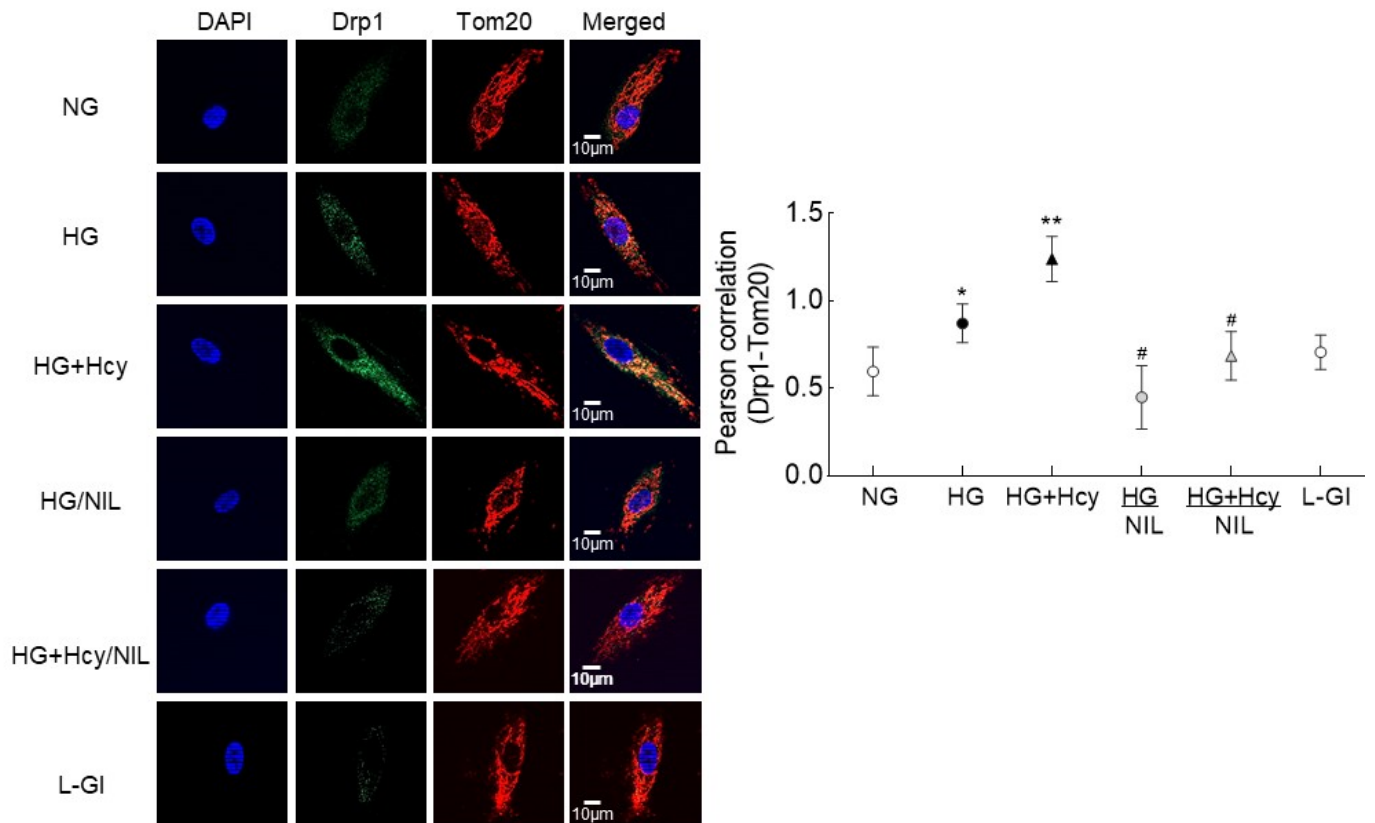 DAPI Drp1 Tom20 Merged
NG
10µm
HG
10µm
HG+Hcy
10µm
HG/NIL
10µm
HG+Hcy/NIL
10µm
L-Gl
10µm
Pearson correlation
(Drp1-Tom20)
1.5
1.0
0.5
0.0
*
**
#
#
NG HG HG+Hcy HG HG+Hcy L-Gl
NIL NIL